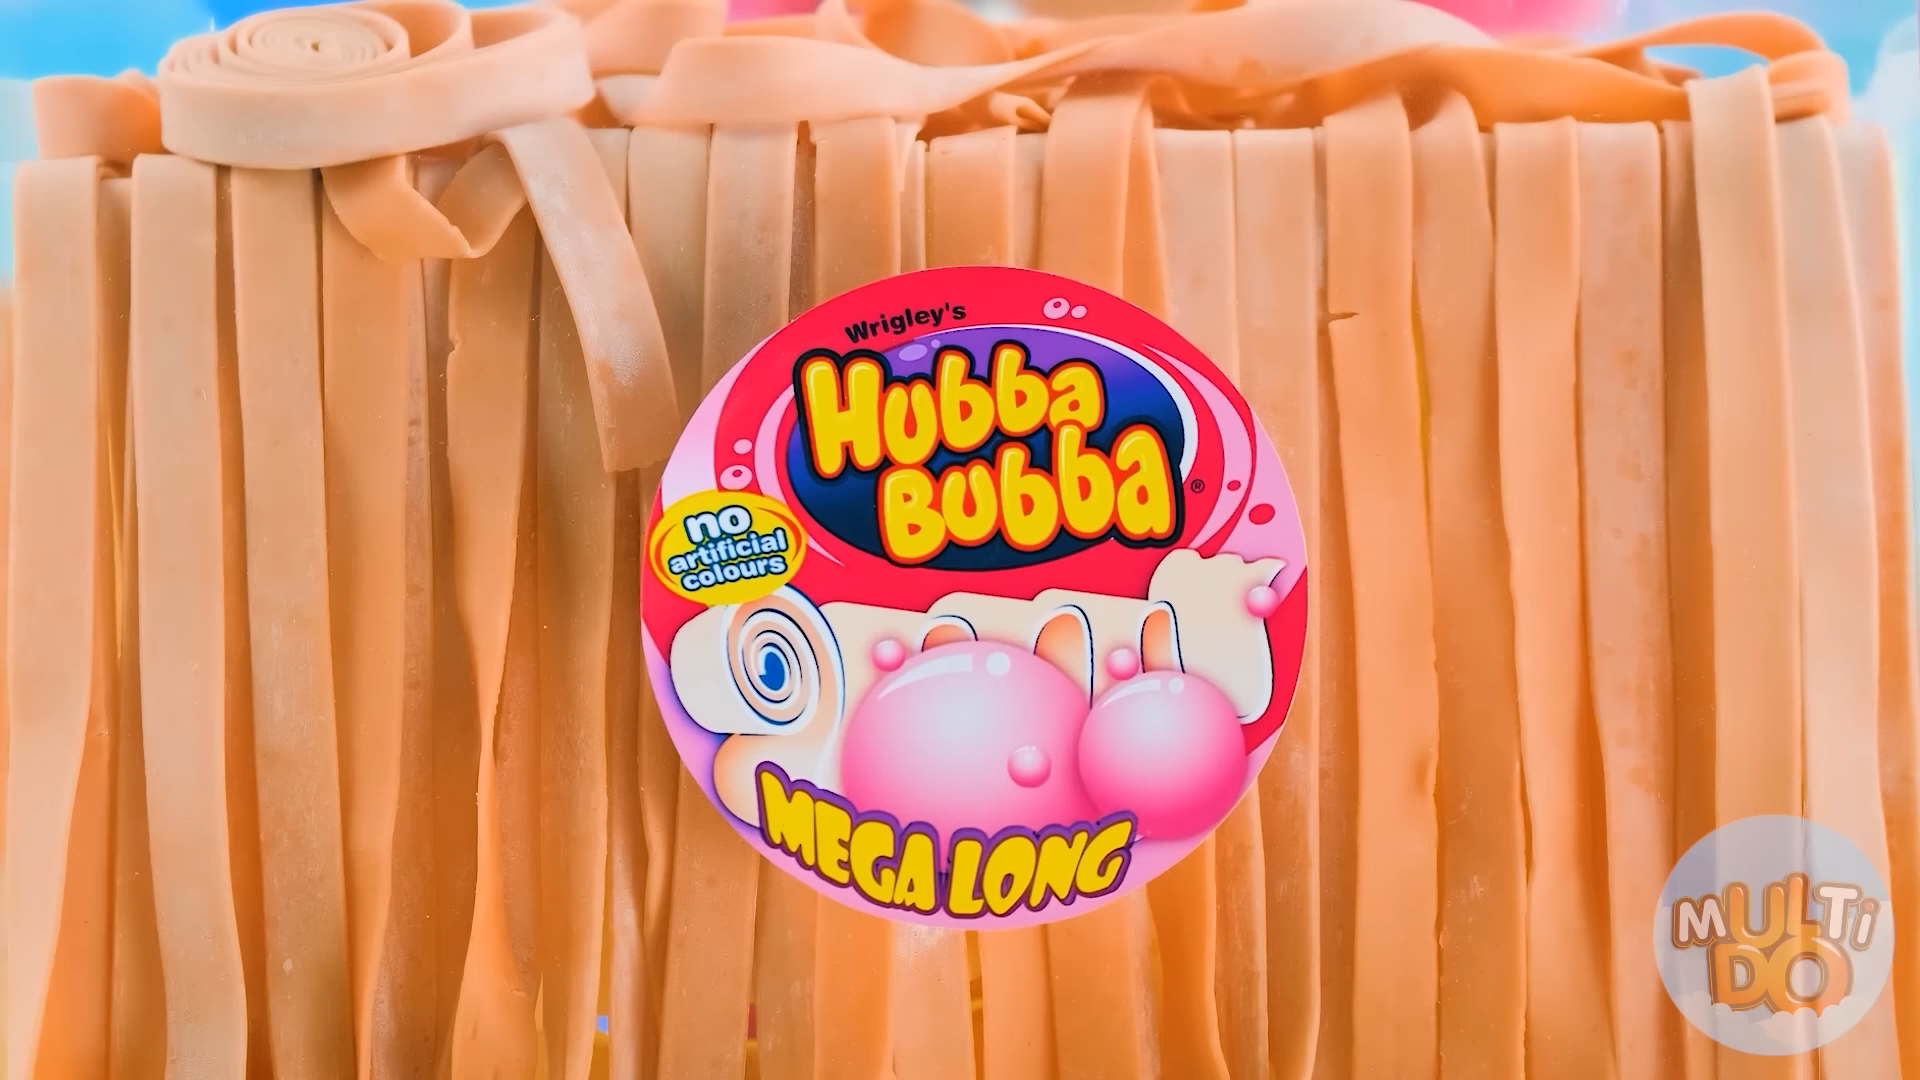 Wrigley's
Hubba
Bubba
®
no
artificial
colours
MEGA LONG
MULTi
DO